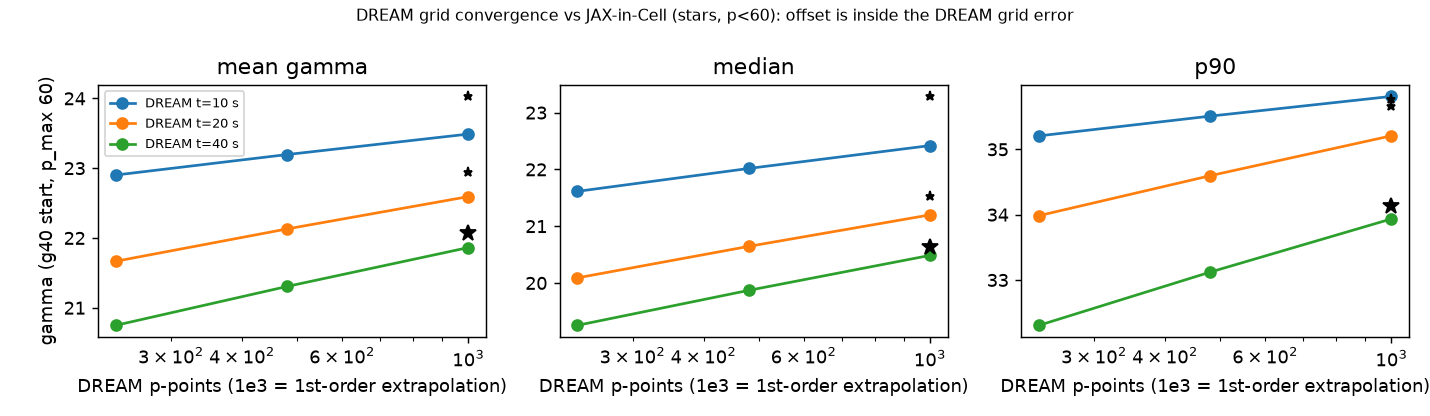 DREAM grid convergence vs JAX-in-Cell (stars, p<60): offset is inside the DREAM grid error
mean gamma
median
p90
gamma (g40 start, p_max 60)
24
23
22
21
DREAM t=10 s
DREAM t=20 s
DREAM t=40 s
3 × 10²
4 × 10²
6 × 10²
10³
DREAM p-points (1e3 = 1st-order extrapolation)
23
22
21
20
3 × 10²
4 × 10²
6 × 10²
10³
DREAM p-points (1e3 = 1st-order extrapolation)
35
34
33
3 × 10²
4 × 10²
6 × 10²
10³
DREAM p-points (1e3 = 1st-order extrapolation)